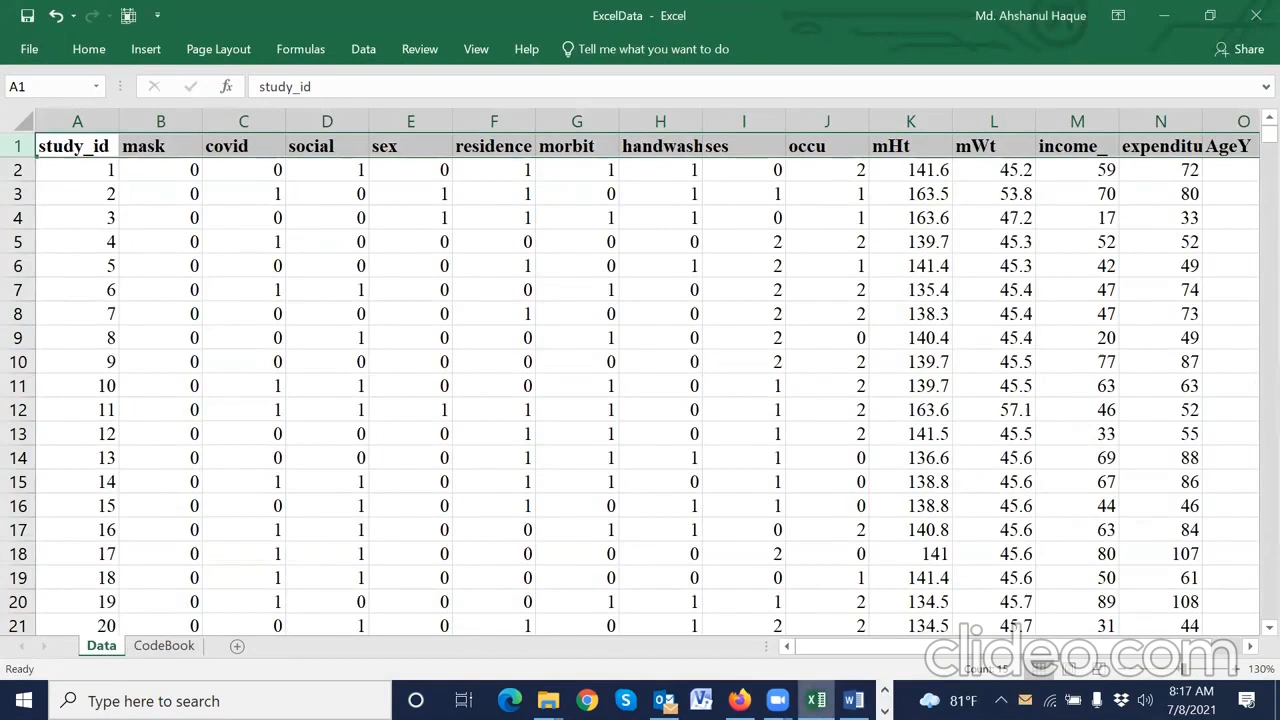 ExcelData - Excel
Md. Ahshanul Haque
File Home Insert Page Layout Formulas Data Review View Help Tell me what you want to do Share
A1 fx study_id
A B C D E F G H I J K L M N O
1 study_id mask covid social sex residence morbit handwash ses occu mHt mWt income_ expenditu AgeY
2 1 0 0 1 0 1 1 1 0 2 141.6 45.2 59 72
3 2 0 1 0 1 1 0 1 1 1 163.5 53.8 70 80
4 3 0 0 0 1 1 1 1 0 1 163.6 47.2 17 33
5 4 0 1 0 0 0 0 0 2 2 139.7 45.3 52 52
6 5 0 0 0 0 1 0 1 2 1 141.4 45.3 42 49
7 6 0 1 1 0 0 1 0 2 2 135.4 45.4 47 74
8 7 0 0 0 0 1 0 0 2 2 138.3 45.4 47 73
9 8 0 0 1 0 0 1 0 2 0 140.4 45.4 20 49
10 9 0 0 0 0 0 0 0 2 2 139.7 45.5 77 87
11 10 0 1 1 0 0 1 0 1 2 139.7 45.5 63 63
12 11 0 1 1 1 1 1 0 1 2 163.6 57.1 46 52
13 12 0 0 0 0 1 1 0 1 2 141.5 45.5 33 55
14 13 0 0 0 0 1 1 1 1 0 136.6 45.6 69 88
15 14 0 1 1 0 1 1 0 1 1 138.8 45.6 67 86
16 15 0 0 1 0 1 0 1 1 0 138.8 45.6 44 46
17 16 0 1 1 0 0 1 1 0 2 140.8 45.6 63 84
18 17 0 1 1 0 0 0 0 2 0 141 45.6 80 107
19 18 0 1 1 0 0 0 0 0 1 141.4 45.6 50 61
20 19 0 1 0 0 0 1 1 1 2 134.5 45.7 89 108
21 20 0 0 1 0 1 0 1 2 2 134.5 45.7 31 44
Data CodeBook
clideo.com
Ready Count: 15 130%
Type here to search 81°F 8:17 AM
7/8/2021